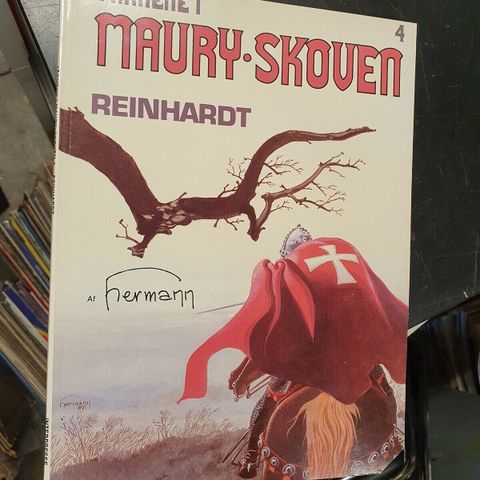 4
MAURY·SKOVEN
REINHARDT
AF hermann